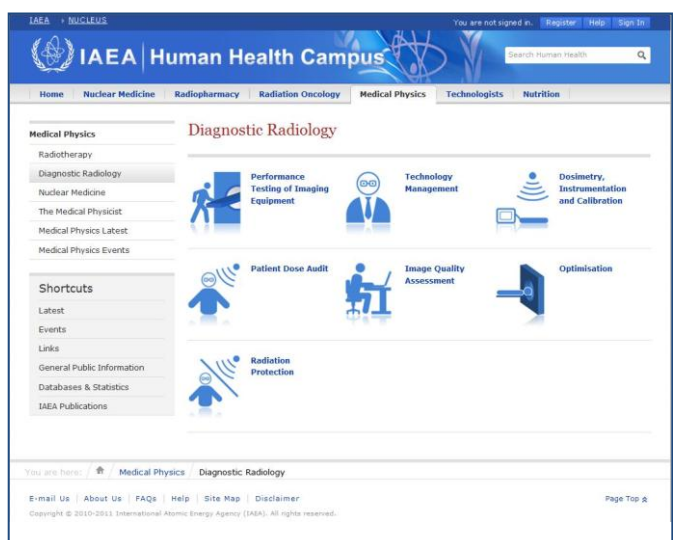 IAEA › NUCLEUS
You are not signed in. Register Help Sign In
IAEA Human Health Campus
Search Human Health
Home Nuclear Medicine Radiopharmacy Radiation Oncology Medical Physics Technologists Nutrition
Medical Physics
Radiotherapy
Diagnostic Radiology
Nuclear Medicine
The Medical Physicist
Medical Physics Latest
Medical Physics Events
Shortcuts
Latest
Events
Links
General Public Information
Databases & Statistics
IAEA Publications
Diagnostic Radiology
Performance
Testing of Imaging
Equipment
Technology
Management
Dosimetry,
Instrumentation
and Calibration
Patient Dose Audit
Image Quality
Assessment
Optimisation
Radiation
Protection
You are here: / / Medical Physics / Diagnostic Radiology
E-mail Us | About Us | FAQs | Help | Site Map | Disclaimer
Page Top
Copyright © 2010-2011 International Atomic Energy Agency (IAEA). All rights reserved.